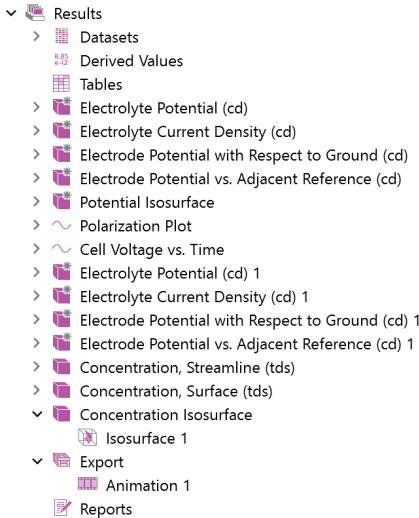 Results
Datasets
8.85
e-12
Derived Values
Tables
Electrolyte Potential (cd)
Electrolyte Current Density (cd)
Electrode Potential with Respect to Ground (cd)
Electrode Potential vs. Adjacent Reference (cd)
Potential Isosurface
Polarization Plot
Cell Voltage vs. Time
Electrolyte Potential (cd) 1
Electrolyte Current Density (cd) 1
Electrode Potential with Respect to Ground (cd) 1
Electrode Potential vs. Adjacent Reference (cd) 1
Concentration, Streamline (tds)
Concentration, Surface (tds)
Concentration Isosurface
Isosurface 1
Export
Animation 1
Reports